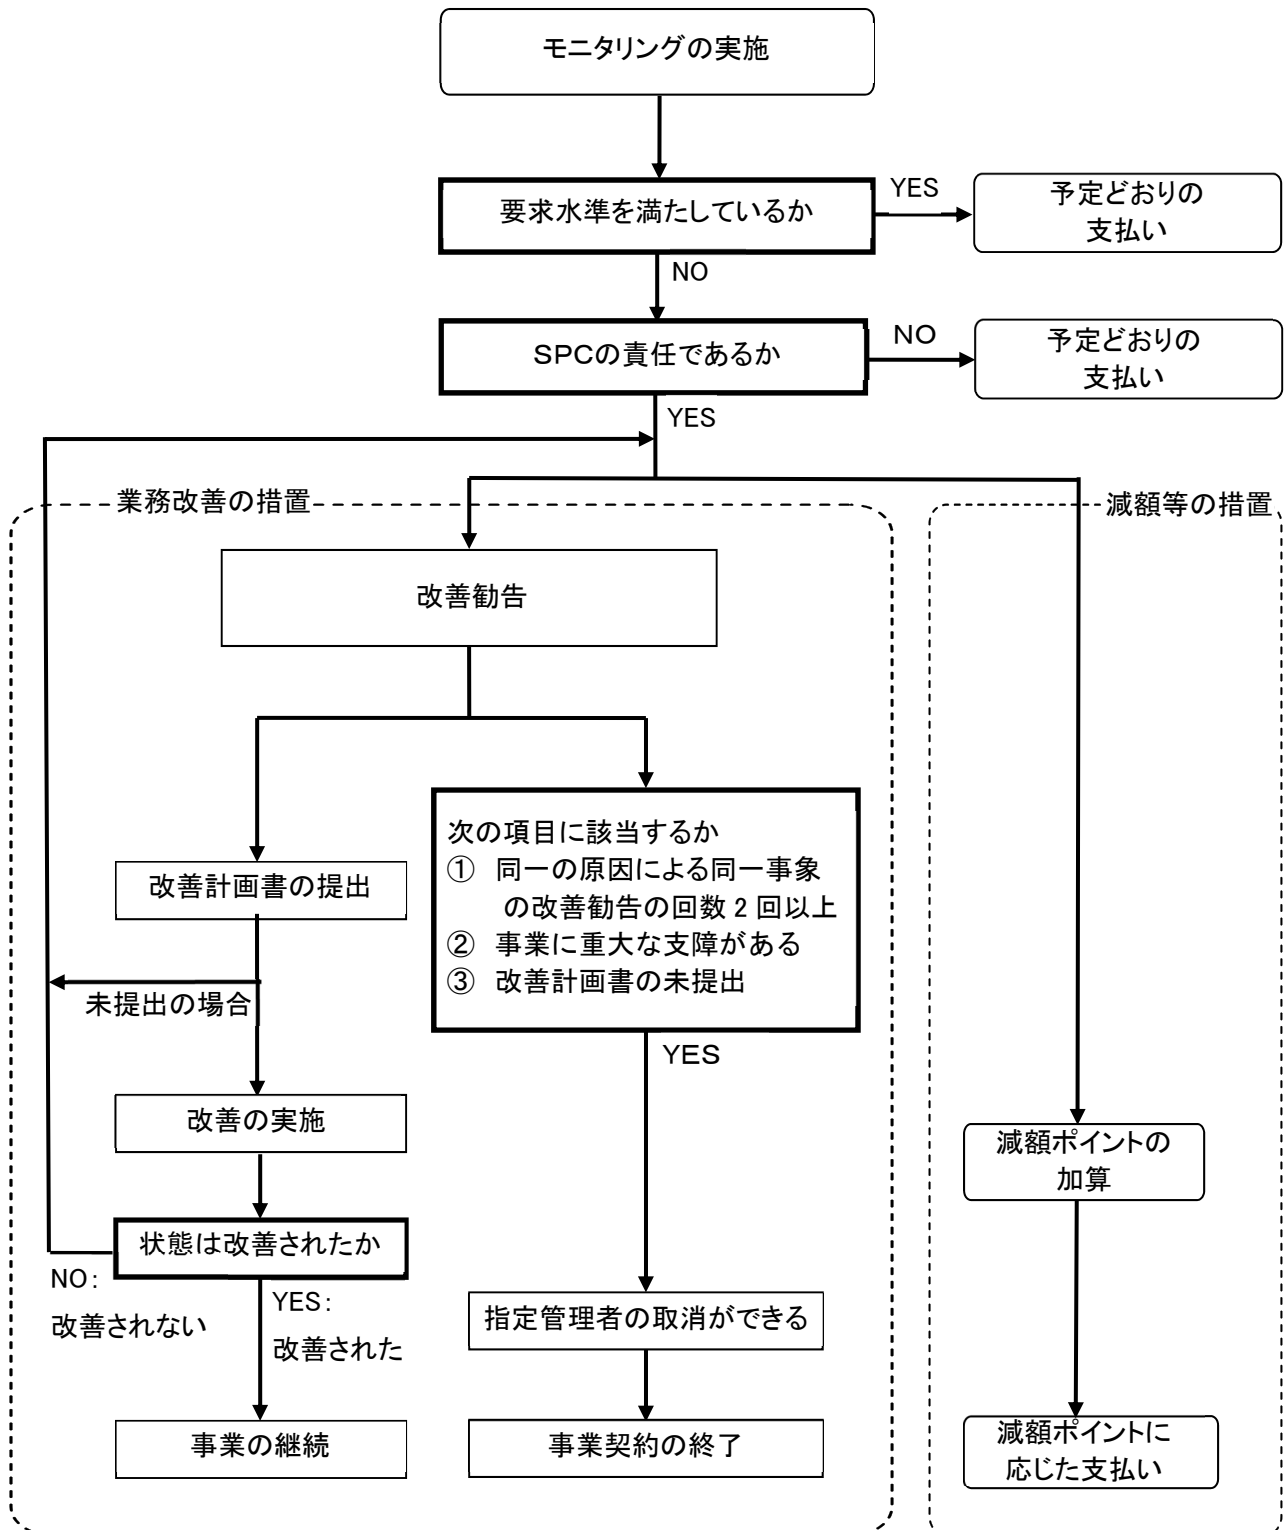 モニタリングの実施
要求水準を満たしているか
YES
予定どおりの
支払い
NO
SPCの責任であるか
NO
予定どおりの
支払い
YES
業務改善の措置
減額等の措置
改善勧告
次の項目に該当するか
① 同一の原因による同一事象
の改善勧告の回数2回以上
② 事業に重大な支障がある
③ 改善計画書の未提出
改善計画書の提出
未提出の場合
YES
改善の実施
減額ポイントの
加算
状態は改善されたか
NO:
改善されない
YES:
改善された
指定管理者の取消ができる
事業の継続
事業契約の終了
減額ポイントに
応じた支払い